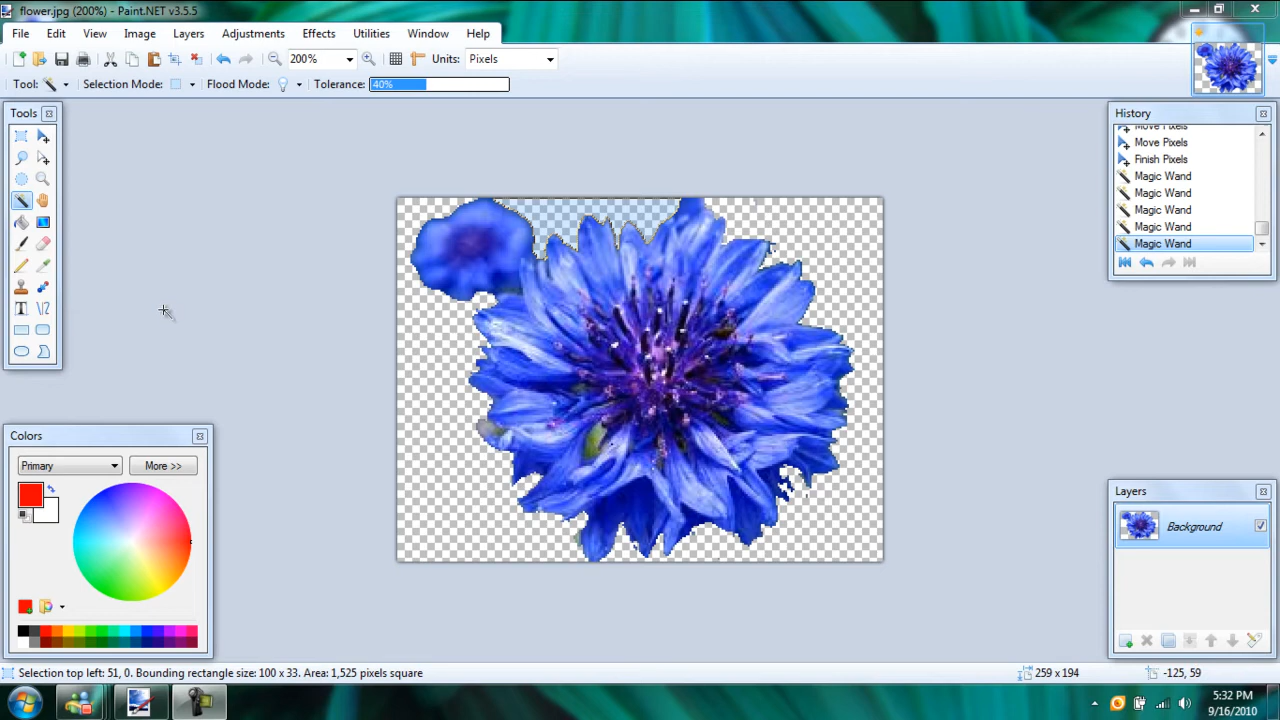 flower.jpg (200%) - Paint.NET v3.5.5
File Edit View Image Layers Adjustments Effects Utilities Window Help
200% Units: Pixels
Tool: Selection Mode: Flood Mode: Tolerance: 40%
Tools
History
Move Pixels
Move Pixels
Finish Pixels
Magic Wand
Magic Wand
Magic Wand
Magic Wand
Magic Wand
Colors
Primary More >>
Layers
Background
Selection top left: 51, 0. Bounding rectangle size: 100 x 33. Area: 1,525 pixels square 259 x 194 -125, 59
5:32 PM
9/16/2010